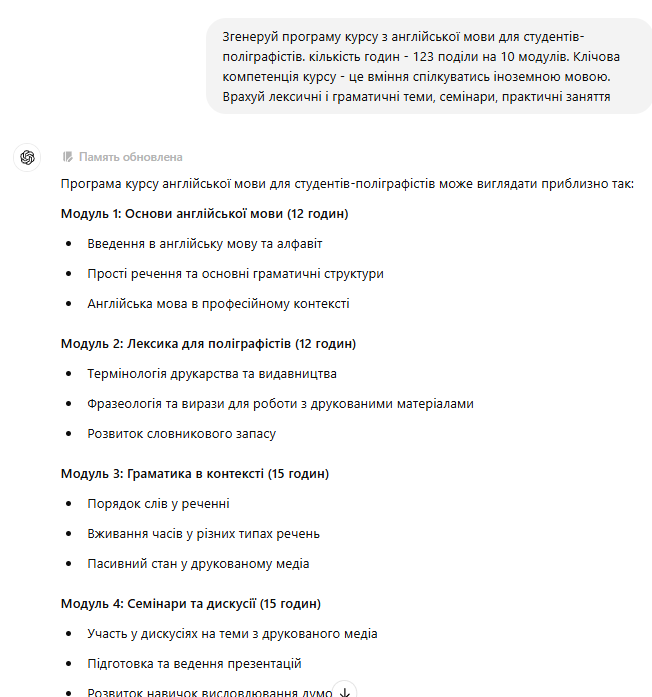 Згенеруй програму курсу з англійської мови для студентів-
поліграфістів. кількість годин - 123 поділи на 10 модулів. Клічова
компетенція курсу - це вміння спілкуватись іноземною мовою.
Врахуй лексичні і граматичні теми, семінари, практичні заняття
Память обновлена
Програма курсу англійської мови для студентів-поліграфістів може виглядати приблизно так:
Модуль 1: Основи англійської мови (12 годин)
Введення в англійську мову та алфавіт
Прості речення та основні граматичні структури
Англійська мова в професійному контексті
Модуль 2: Лексика для поліграфістів (12 годин)
Термінологія друкарства та видавництва
Фразеологія та вирази для роботи з друкованими матеріалами
Розвиток словникового запасу
Модуль 3: Граматика в контексті (15 годин)
Порядок слів у реченні
Вживання часів у різних типах речень
Пасивний стан у друкованому медіа
Модуль 4: Семінари та дискусії (15 годин)
Участь у дискусіях на теми з друкованого медіа
Підготовка та ведення презентацій
Розвиток навичок висловлювання думо